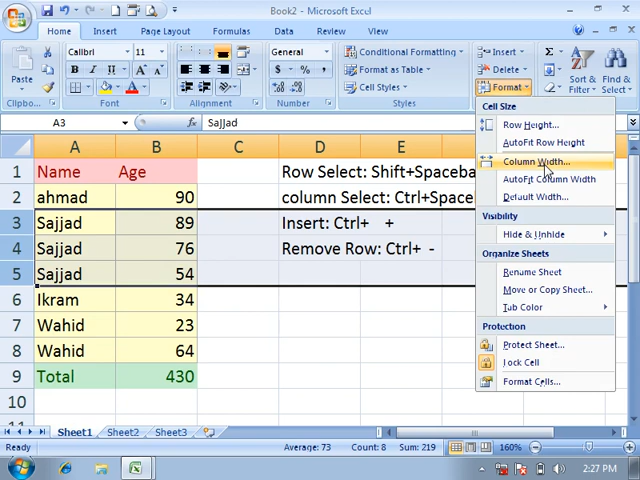 Book2 - Microsoft Excel
Home Insert Page Layout Formulas Data Review View
Paste
Clipboard
Calibri 11
B I U A
Font
Alignment
General
$ % ,
Number
Conditional Formatting
Format as Table
Cell Styles
Styles
Insert
Delete
Format
Σ
Sort & Filter
Find & Select
A3 fx Sajjad
A B C D E
1 Name Age Row Select: Shift+Spaceba
2 ahmad 90 column Select: Ctrl+Space
3 Sajjad 89 Insert: Ctrl+ +
4 Sajjad 76 Remove Row: Ctrl+ -
5 Sajjad 54
6 Ikram 34
7 Wahid 23
8 Wahid 64
9 Total 430
10
11
Cell Size
Row Height...
AutoFit Row Height
Column Width...
AutoFit Column Width
Default Width...
Visibility
Hide & Unhide
Organize Sheets
Rename Sheet
Move or Copy Sheet...
Tab Color
Protection
Protect Sheet...
Lock Cell
Format Cells...
Sheet1 Sheet2 Sheet3
Ready Average: 73 Count: 8 Sum: 219 160%
2:27 PM